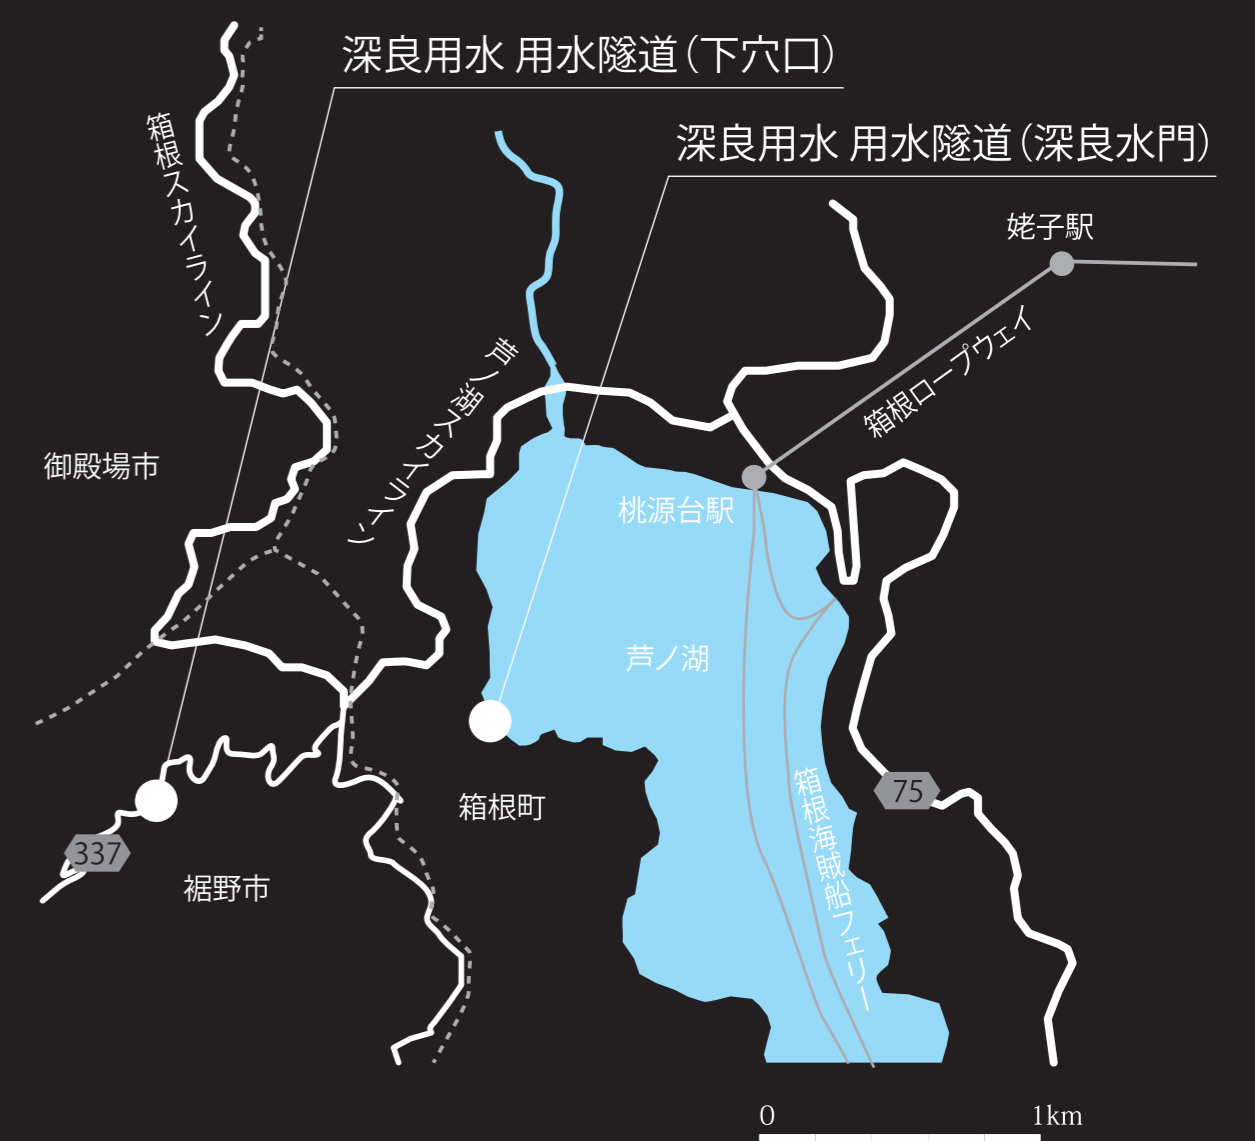 深良用水 用水隧道（下穴口）
深良用水 用水隧道（深良水門）
箱根スカイライン
姥子駅
箱根ロープウェイ
芦ノ湖スカイライン
御殿場市
桃源台駅
芦ノ湖
箱根海賊船フェリー
75
箱根町
337
裾野市
0 1km